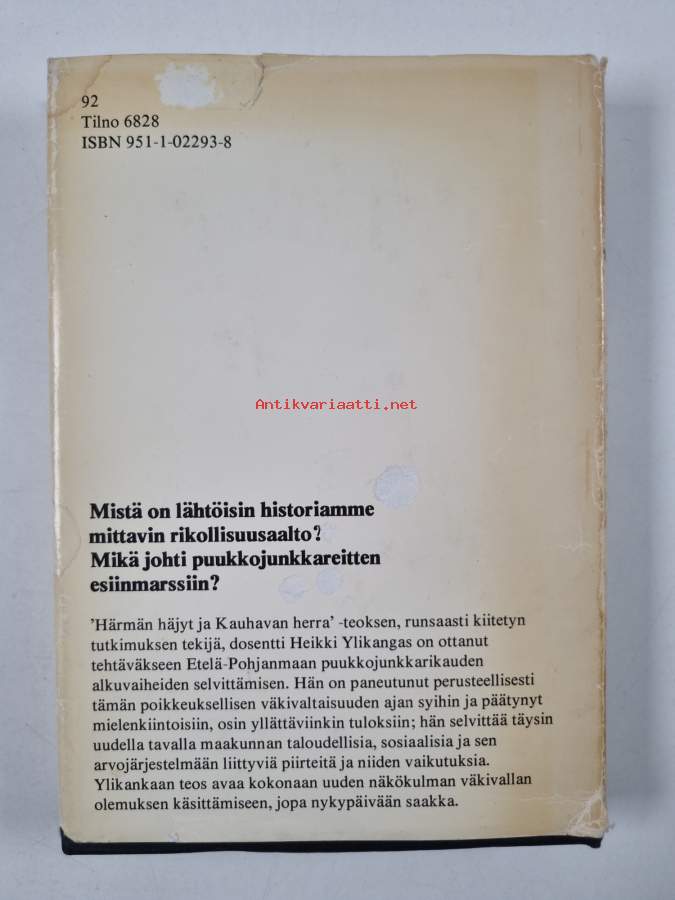 92
Tilno 6828
ISBN 951-1-02293-8
Antikvariaatti.net
Mistä on lähtöisin historiamme
mittavin rikollisuusaalto?
Mikä johti puukkojunkkareitten
esiinmarssiin?
'Härmän häjyt ja Kauhavan herra' -teoksen, runsaasti kiitetyn
tutkimuksen tekijä, dosentti Heikki Ylikangas on ottanut
tehtäväkseen Etelä-Pohjanmaan puukkojunkkarikauden
alkuvaiheiden selvittämisen. Hän on paneutunut perusteellisesti
tämän poikkeuksellisen väkivaltaisuuden ajan syihin ja päätynyt
mielenkiintoisiin, osin yllättäviinkin tuloksiin; hän selvittää täysin
uudella tavalla maakunnan taloudellisia, sosiaalisia ja sen
arvojärjestelmään liittyviä piirteitä ja niiden vaikutuksia.
Ylikankaan teos avaa kokonaan uuden näkökulman väkivallan
olemuksen käsittämiseen, jopa nykypäivään saakka.